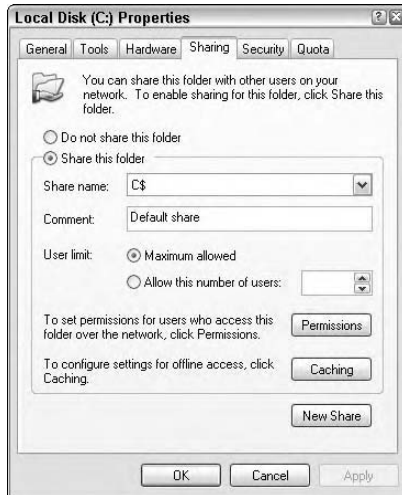 Local Disk (C:) Properties
General Tools Hardware Sharing Security Quota
You can share this folder with other users on your
network. To enable sharing for this folder, click Share this
folder.
Do not share this folder
Share this folder
Share name: C$
Comment: Default share
User limit: Maximum allowed
Allow this number of users:
To set permissions for users who access this
folder over the network, click Permissions.
Permissions
To configure settings for offline access, click
Caching.
Caching
New Share
OK Cancel Apply